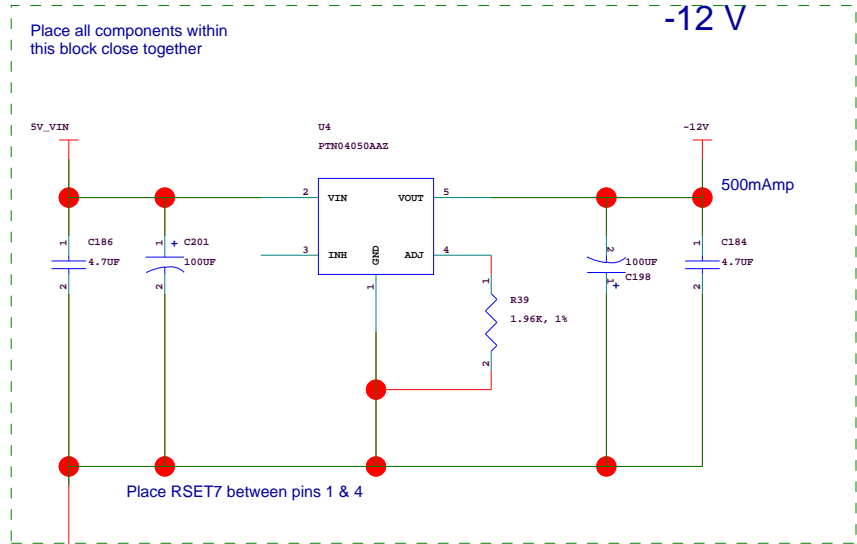 -12 V
Place all components within
this block close together
5V_VIN
U4
PTN04050AAZ
-12V
500mAmp
2
VIN
VOUT
5
3
INH
GND
ADJ
4
1
1
C186
4.7UF
2
1
+
C201
100UF
2
1
R39
1.96K, 1%
2
2
100UF
C198
1
+
1
C184
4.7UF
2
Place RSET7 between pins 1 & 4